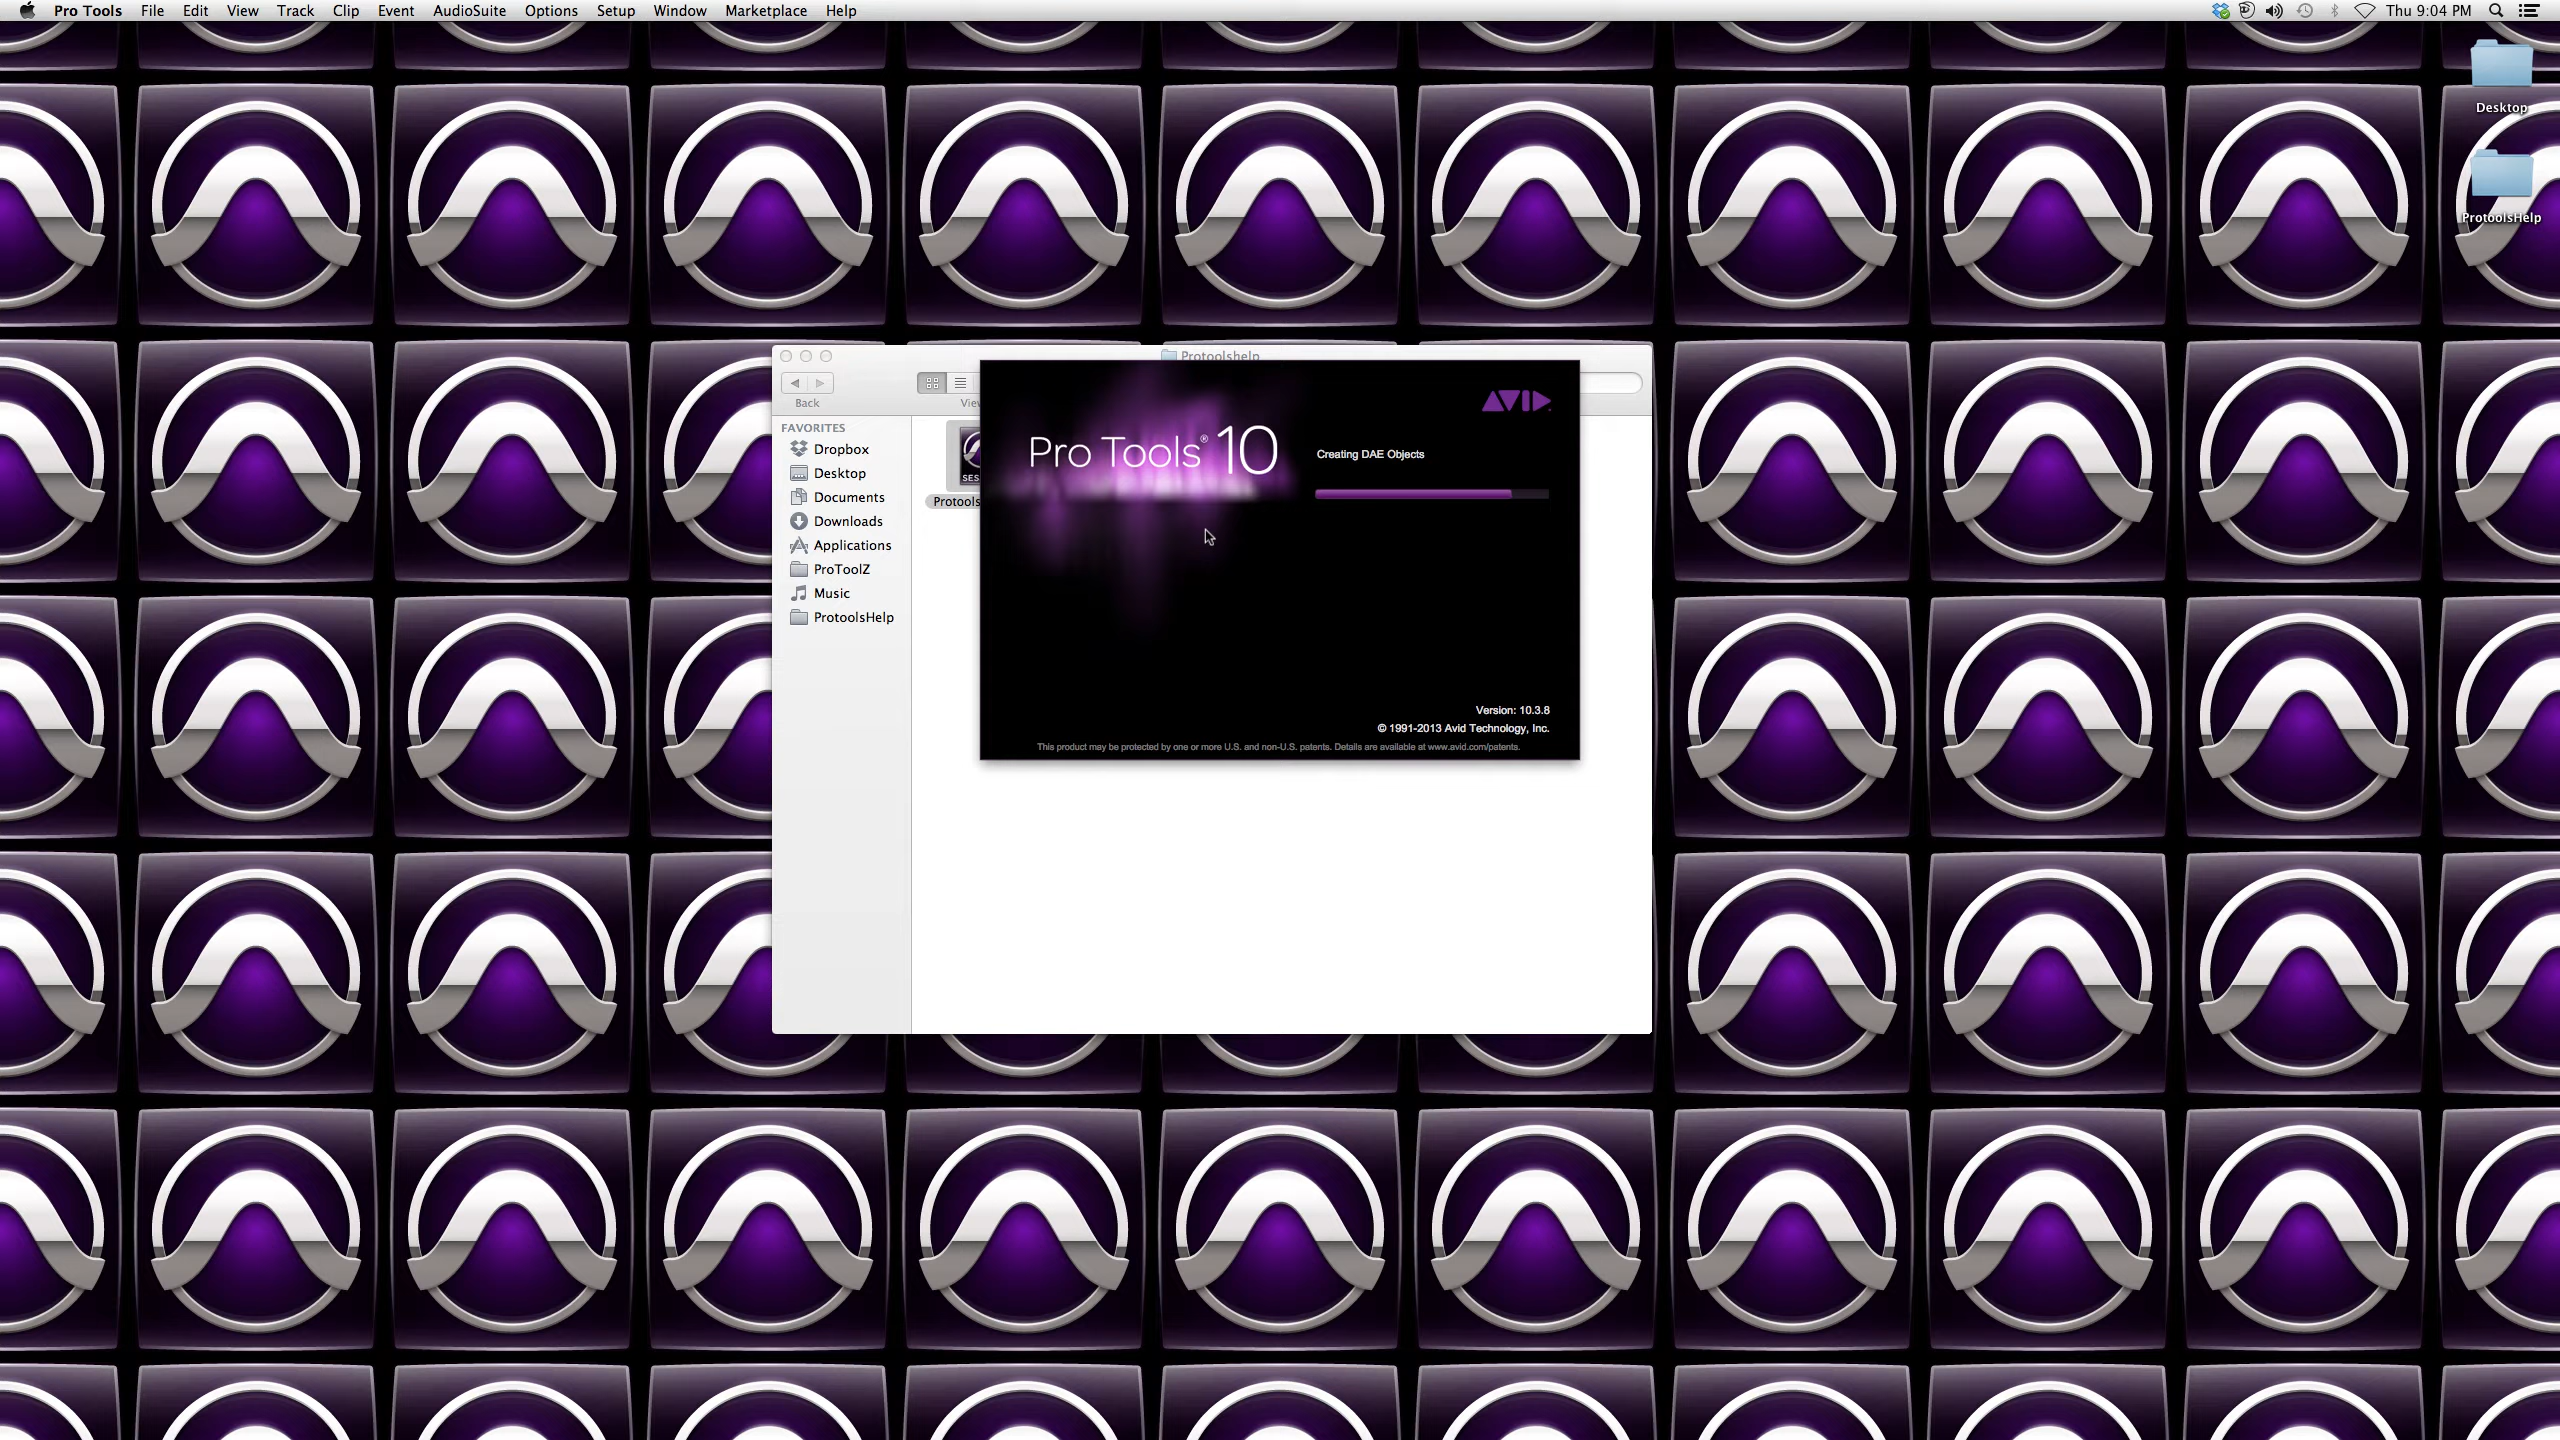 Pro Tools File Edit View Track Clip Event AudioSuite Options Setup Window Marketplace Help Thu 9:04 PM
Desktop
ProtoolsHelp
Protoolshelp
Back
FAVORITES
Dropbox
Desktop
Documents
Downloads
Applications
ProToolZ
Music
ProtoolsHelp
SES
Protools
AVID
Pro Tools® 10
Creating DAE Objects
Version: 10.3.8
© 1991-2013 Avid Technology, Inc.
This product may be protected by one or more U.S. and non-U.S. patents. Details are available at www.avid.com/patents.